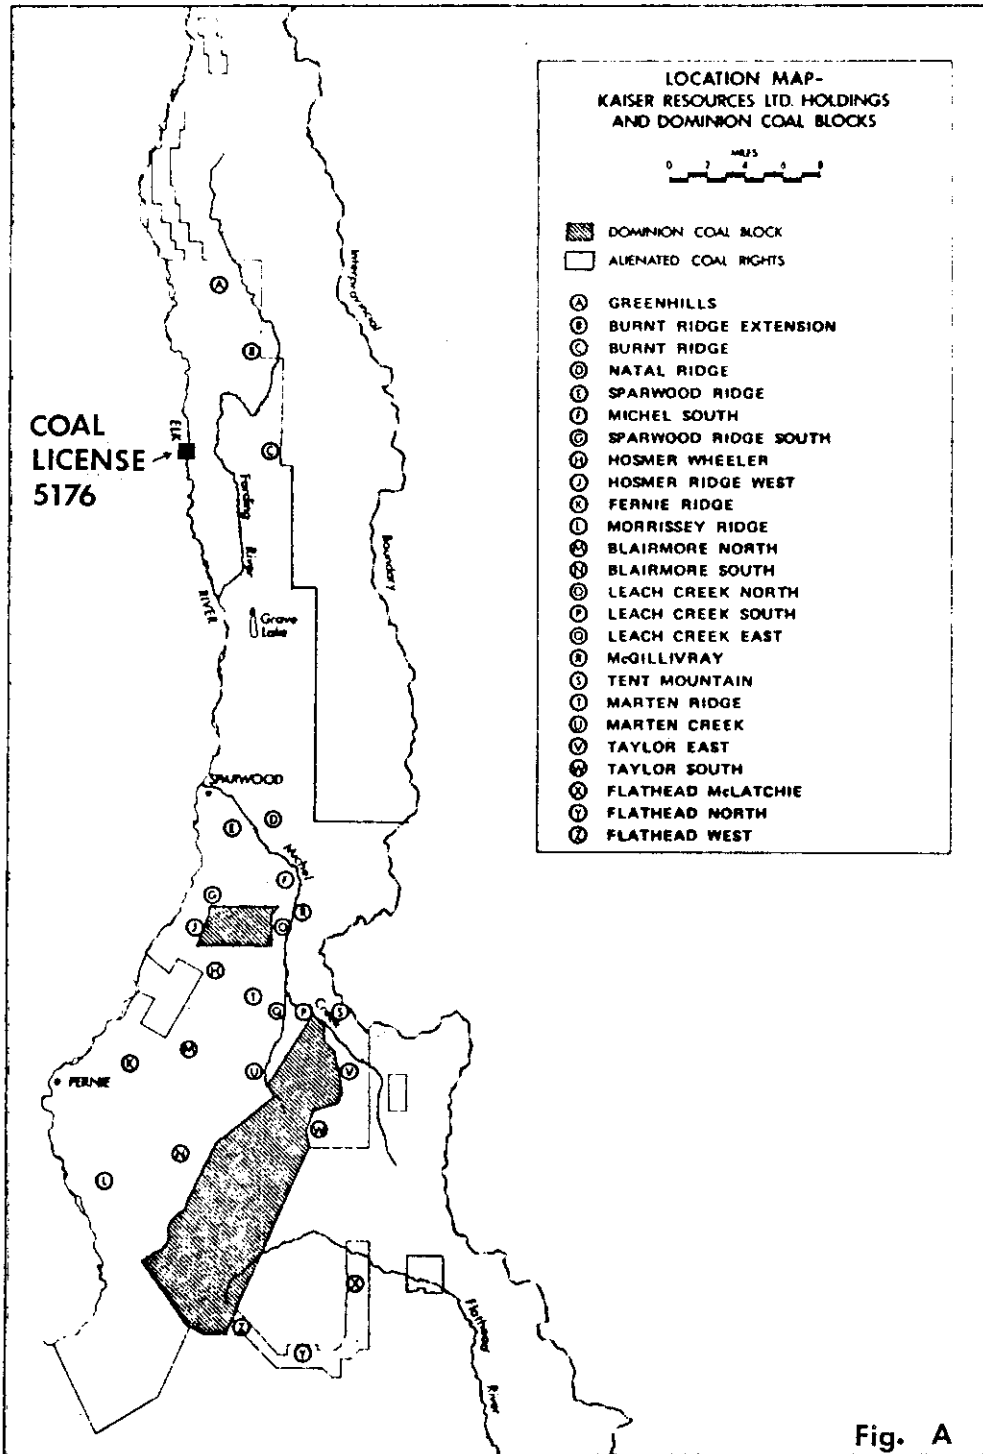 LOCATION MAP-
KAISER RESOURCES LTD. HOLDINGS
AND DOMINION COAL BLOCKS
MILES
0 2 4 6 8
DOMINION COAL BLOCK
ALIENATED COAL RIGHTS
A GREENHILLS
B BURNT RIDGE EXTENSION
C BURNT RIDGE
D NATAL RIDGE
E SPARWOOD RIDGE
F MICHEL SOUTH
G SPARWOOD RIDGE SOUTH
H HOSMER WHEELER
J HOSMER RIDGE WEST
K FERNIE RIDGE
L MORRISSEY RIDGE
M BLAIRMORE NORTH
N BLAIRMORE SOUTH
O LEACH CREEK NORTH
P LEACH CREEK SOUTH
Q LEACH CREEK EAST
R McGILLIVRAY
S TENT MOUNTAIN
T MARTEN RIDGE
U MARTEN CREEK
V TAYLOR EAST
W TAYLOR SOUTH
X FLATHEAD McLATCHIE
Y FLATHEAD NORTH
Z FLATHEAD WEST
Interprovincial
Boundary
A
B
C
COAL
LICENSE
5176
ELK
RIVER
Fording
River
Grave
Lake
SPARWOOD
E
D
Michel
F
G
R
J
H
T
P
S
K
M
FERNIE
U
V
W
N
L
X
Z
Y
Flathead
River
Fig. A